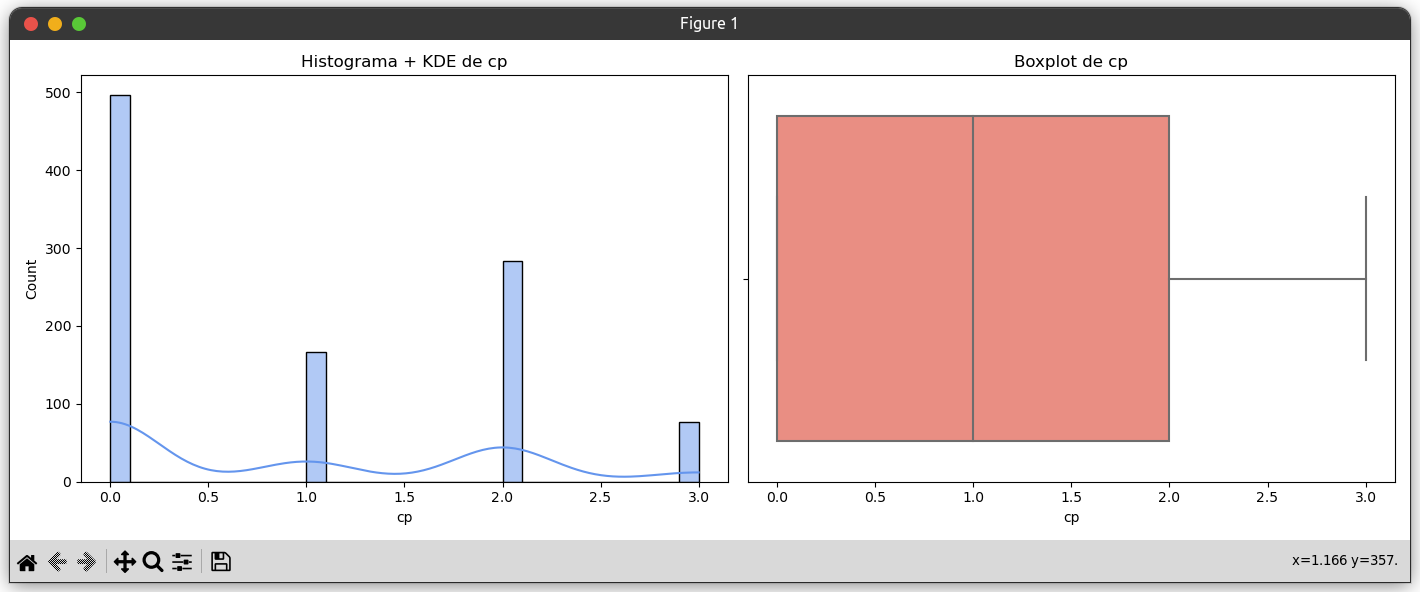 Figure 1
Histograma + KDE de cp
500
400
300
200
100
0
Count
0.0 0.5 1.0 1.5 2.0 2.5 3.0
cp
Boxplot de cp
0.0 0.5 1.0 1.5 2.0 2.5 3.0
cp
x=1.166 y=357.